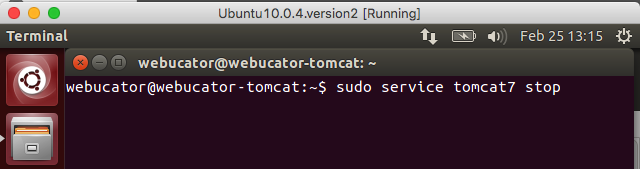 Ubuntu10.0.4.version2 [Running]
Terminal
Feb 25 13:15
webucator@webucator-tomcat: ~
webucator@webucator-tomcat:~$ sudo service tomcat7 stop